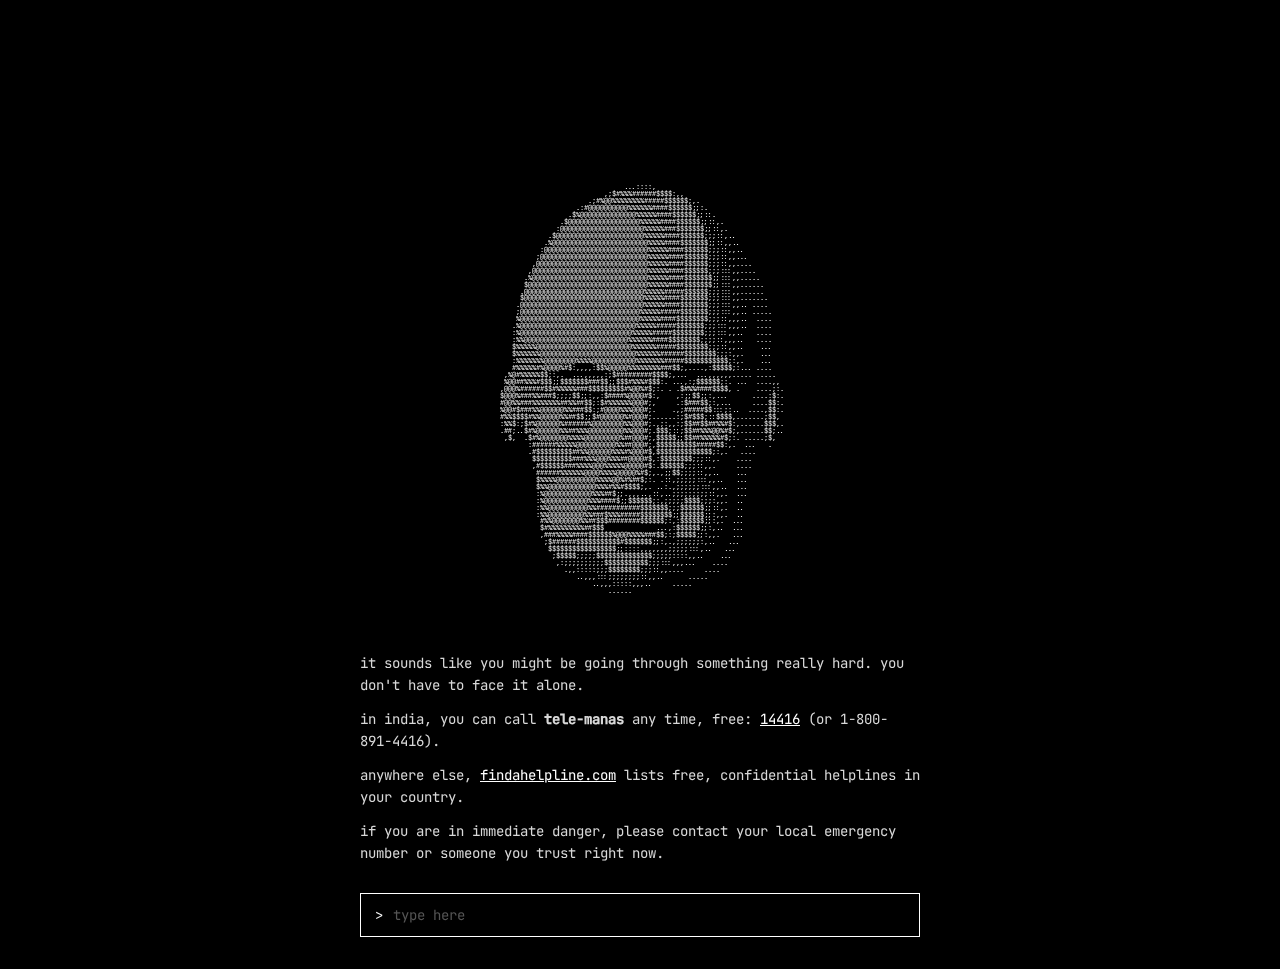 it sounds like you might be going through something really hard. you
don't have to face it alone.
in india, you can call tele-manas any time, free: 14416 (or 1-800-
891-4416).
anywhere else, findahelpline.com lists free, confidential helplines in
your country.
if you are in immediate danger, please contact your local emergency
number or someone you trust right now.
> type here